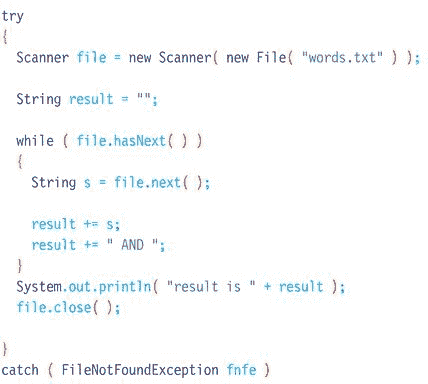 try
{
Scanner file = new Scanner( new File( "words.txt" ) );
String result = "";
while ( file.hasNext( ) )
{
String s = file.next( );
result += s;
result += " AND ";
}
System.out.println( "result is " + result );
file.close( );
}
catch ( FileNotFoundException fnfe )